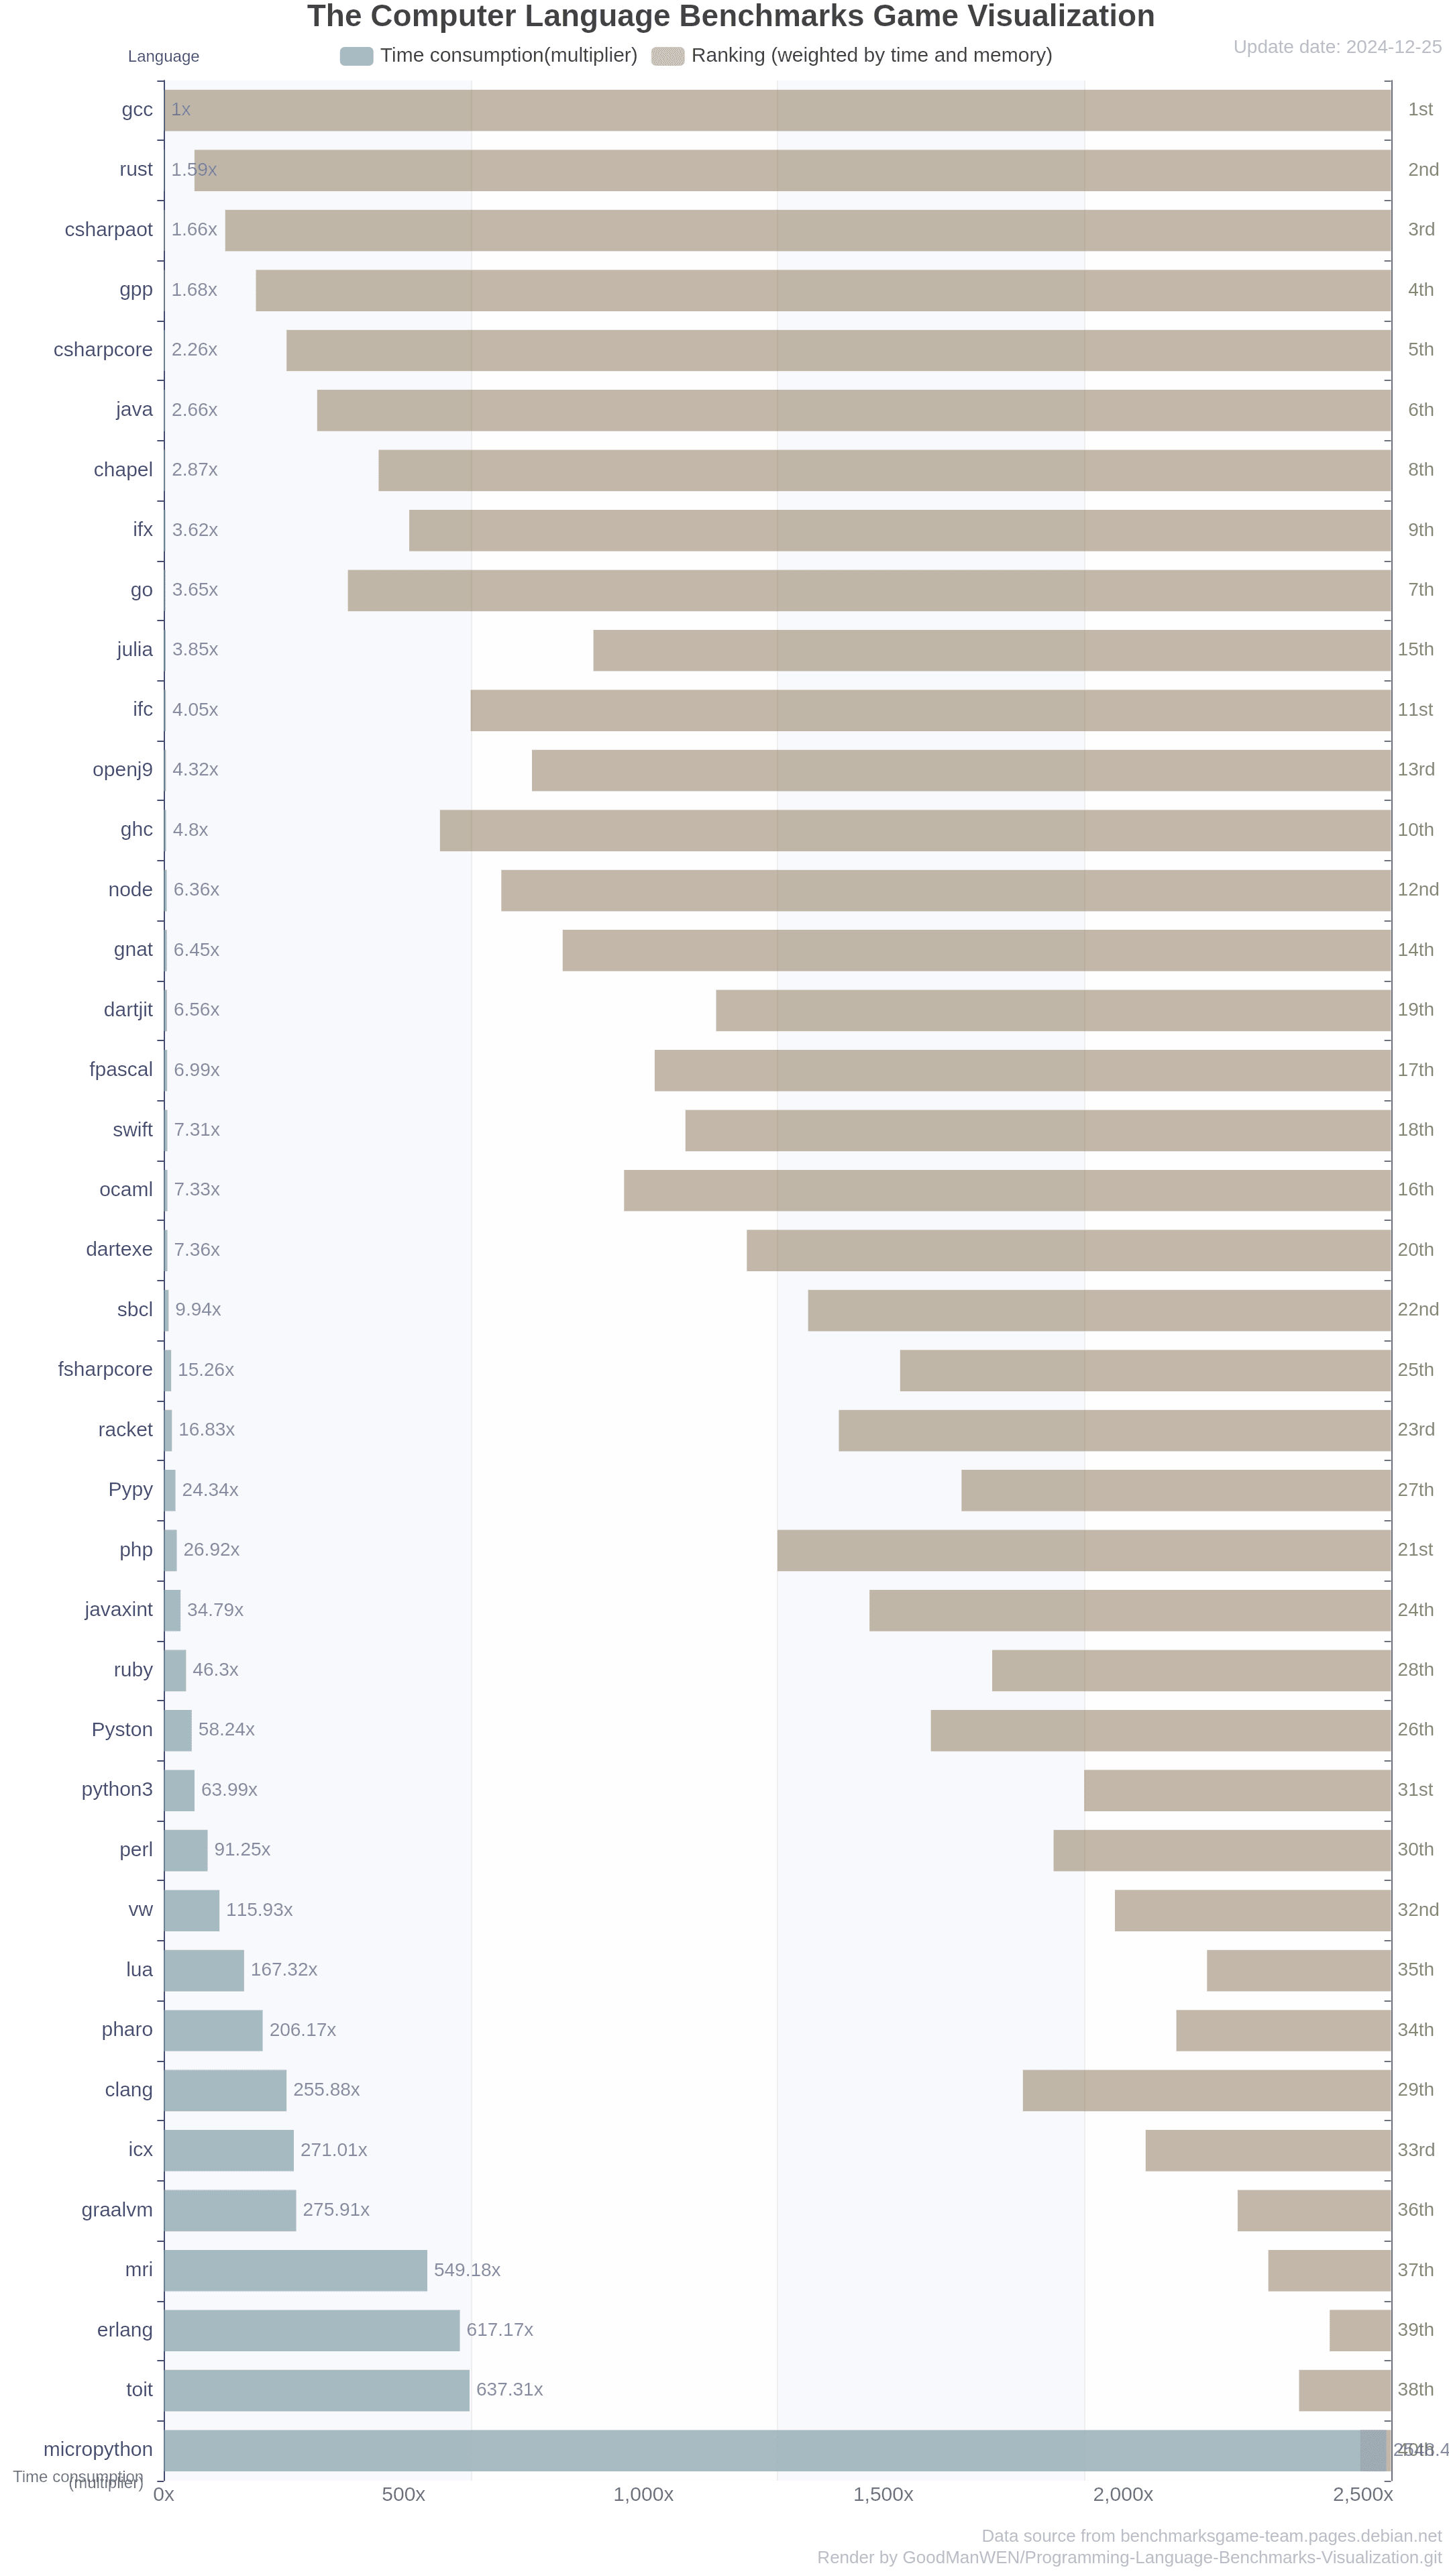 The Computer Language Benchmarks Game Visualization
Language
Time consumption(multiplier) Ranking (weighted by time and memory)
Update date: 2024-12-25
gcc 1x 1st
rust 1.59x 2nd
csharpaot 1.66x 3rd
gpp 1.68x 4th
csharpcore 2.26x 5th
java 2.66x 6th
chapel 2.87x 8th
ifx 3.62x 9th
go 3.65x 7th
julia 3.85x 15th
ifc 4.05x 11st
openj9 4.32x 13rd
ghc 4.8x 10th
node 6.36x 12nd
gnat 6.45x 14th
dartjit 6.56x 19th
fpascal 6.99x 17th
swift 7.31x 18th
ocaml 7.33x 16th
dartexe 7.36x 20th
sbcl 9.94x 22nd
fsharpcore 15.26x 25th
racket 16.83x 23rd
Pypy 24.34x 27th
php 26.92x 21st
javaxint 34.79x 24th
ruby 46.3x 28th
Pyston 58.24x 26th
python3 63.99x 31st
perl 91.25x 30th
vw 115.93x 32nd
lua 167.32x 35th
pharo 206.17x 34th
clang 255.88x 29th
icx 271.01x 33rd
graalvm 275.91x 36th
mri 549.18x 37th
erlang 617.17x 39th
toit 637.31x 38th
micropython
Time consumption
(multiplier)
0x 500x 1,000x 1,500x 2,000x 2,500x
Data source from benchmarksgame-team.pages.debian.net
Render by GoodManWEN/Programming-Language-Benchmarks-Visualization.git